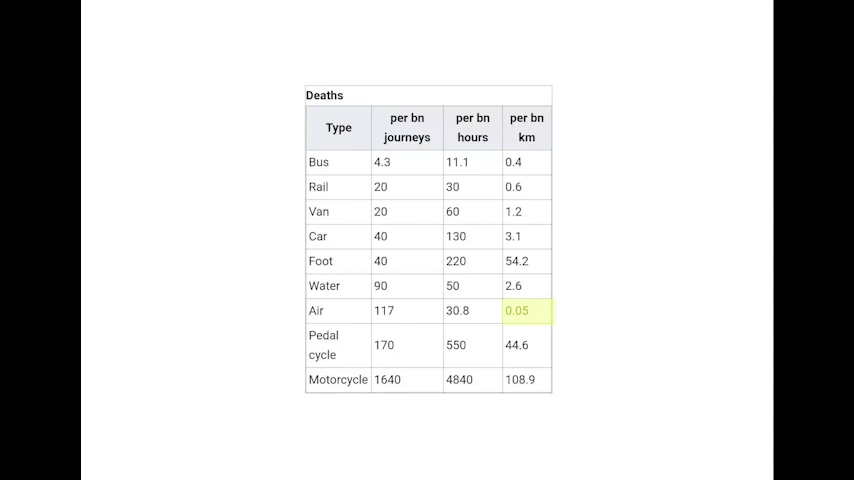 Deaths
Type per bn journeys per bn hours per bn km
Bus 4.3 11.1 0.4
Rail 20 30 0.6
Van 20 60 1.2
Car 40 130 3.1
Foot 40 220 54.2
Water 90 50 2.6
Air 117 30.8 0.05
Pedal cycle 170 550 44.6
Motorcycle 1640 4840 108.9